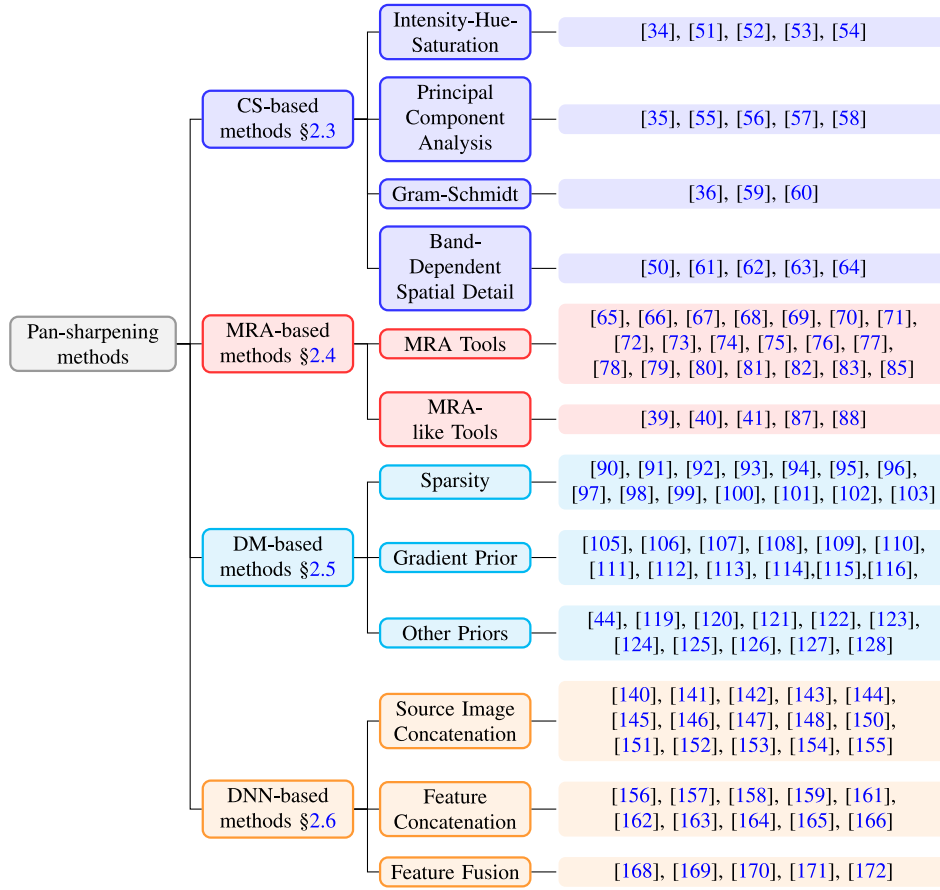 Pan-sharpening
methods
CS-based
methods §2.3
Intensity-Hue-
Saturation
[34], [51], [52], [53], [54]
Principal
Component
Analysis
[35], [55], [56], [57], [58]
Gram-Schmidt
[36], [59], [60]
Band-
Dependent
Spatial Detail
[50], [61], [62], [63], [64]
MRA-based
methods §2.4
MRA Tools
[65], [66], [67], [68], [69], [70], [71],
[72], [73], [74], [75], [76], [77],
[78], [79], [80], [81], [82], [83], [85]
MRA-
like Tools
[39], [40], [41], [87], [88]
DM-based
methods §2.5
Sparsity
[90], [91], [92], [93], [94], [95], [96],
[97], [98], [99], [100], [101], [102], [103]
Gradient Prior
[105], [106], [107], [108], [109], [110],
[111], [112], [113], [114],[115],[116],
Other Priors
[44], [119], [120], [121], [122], [123],
[124], [125], [126], [127], [128]
DNN-based
methods §2.6
Source Image
Concatenation
[140], [141], [142], [143], [144],
[145], [146], [147], [148], [150],
[151], [152], [153], [154], [155]
Feature
Concatenation
[156], [157], [158], [159], [161],
[162], [163], [164], [165], [166]
Feature Fusion
[168], [169], [170], [171], [172]